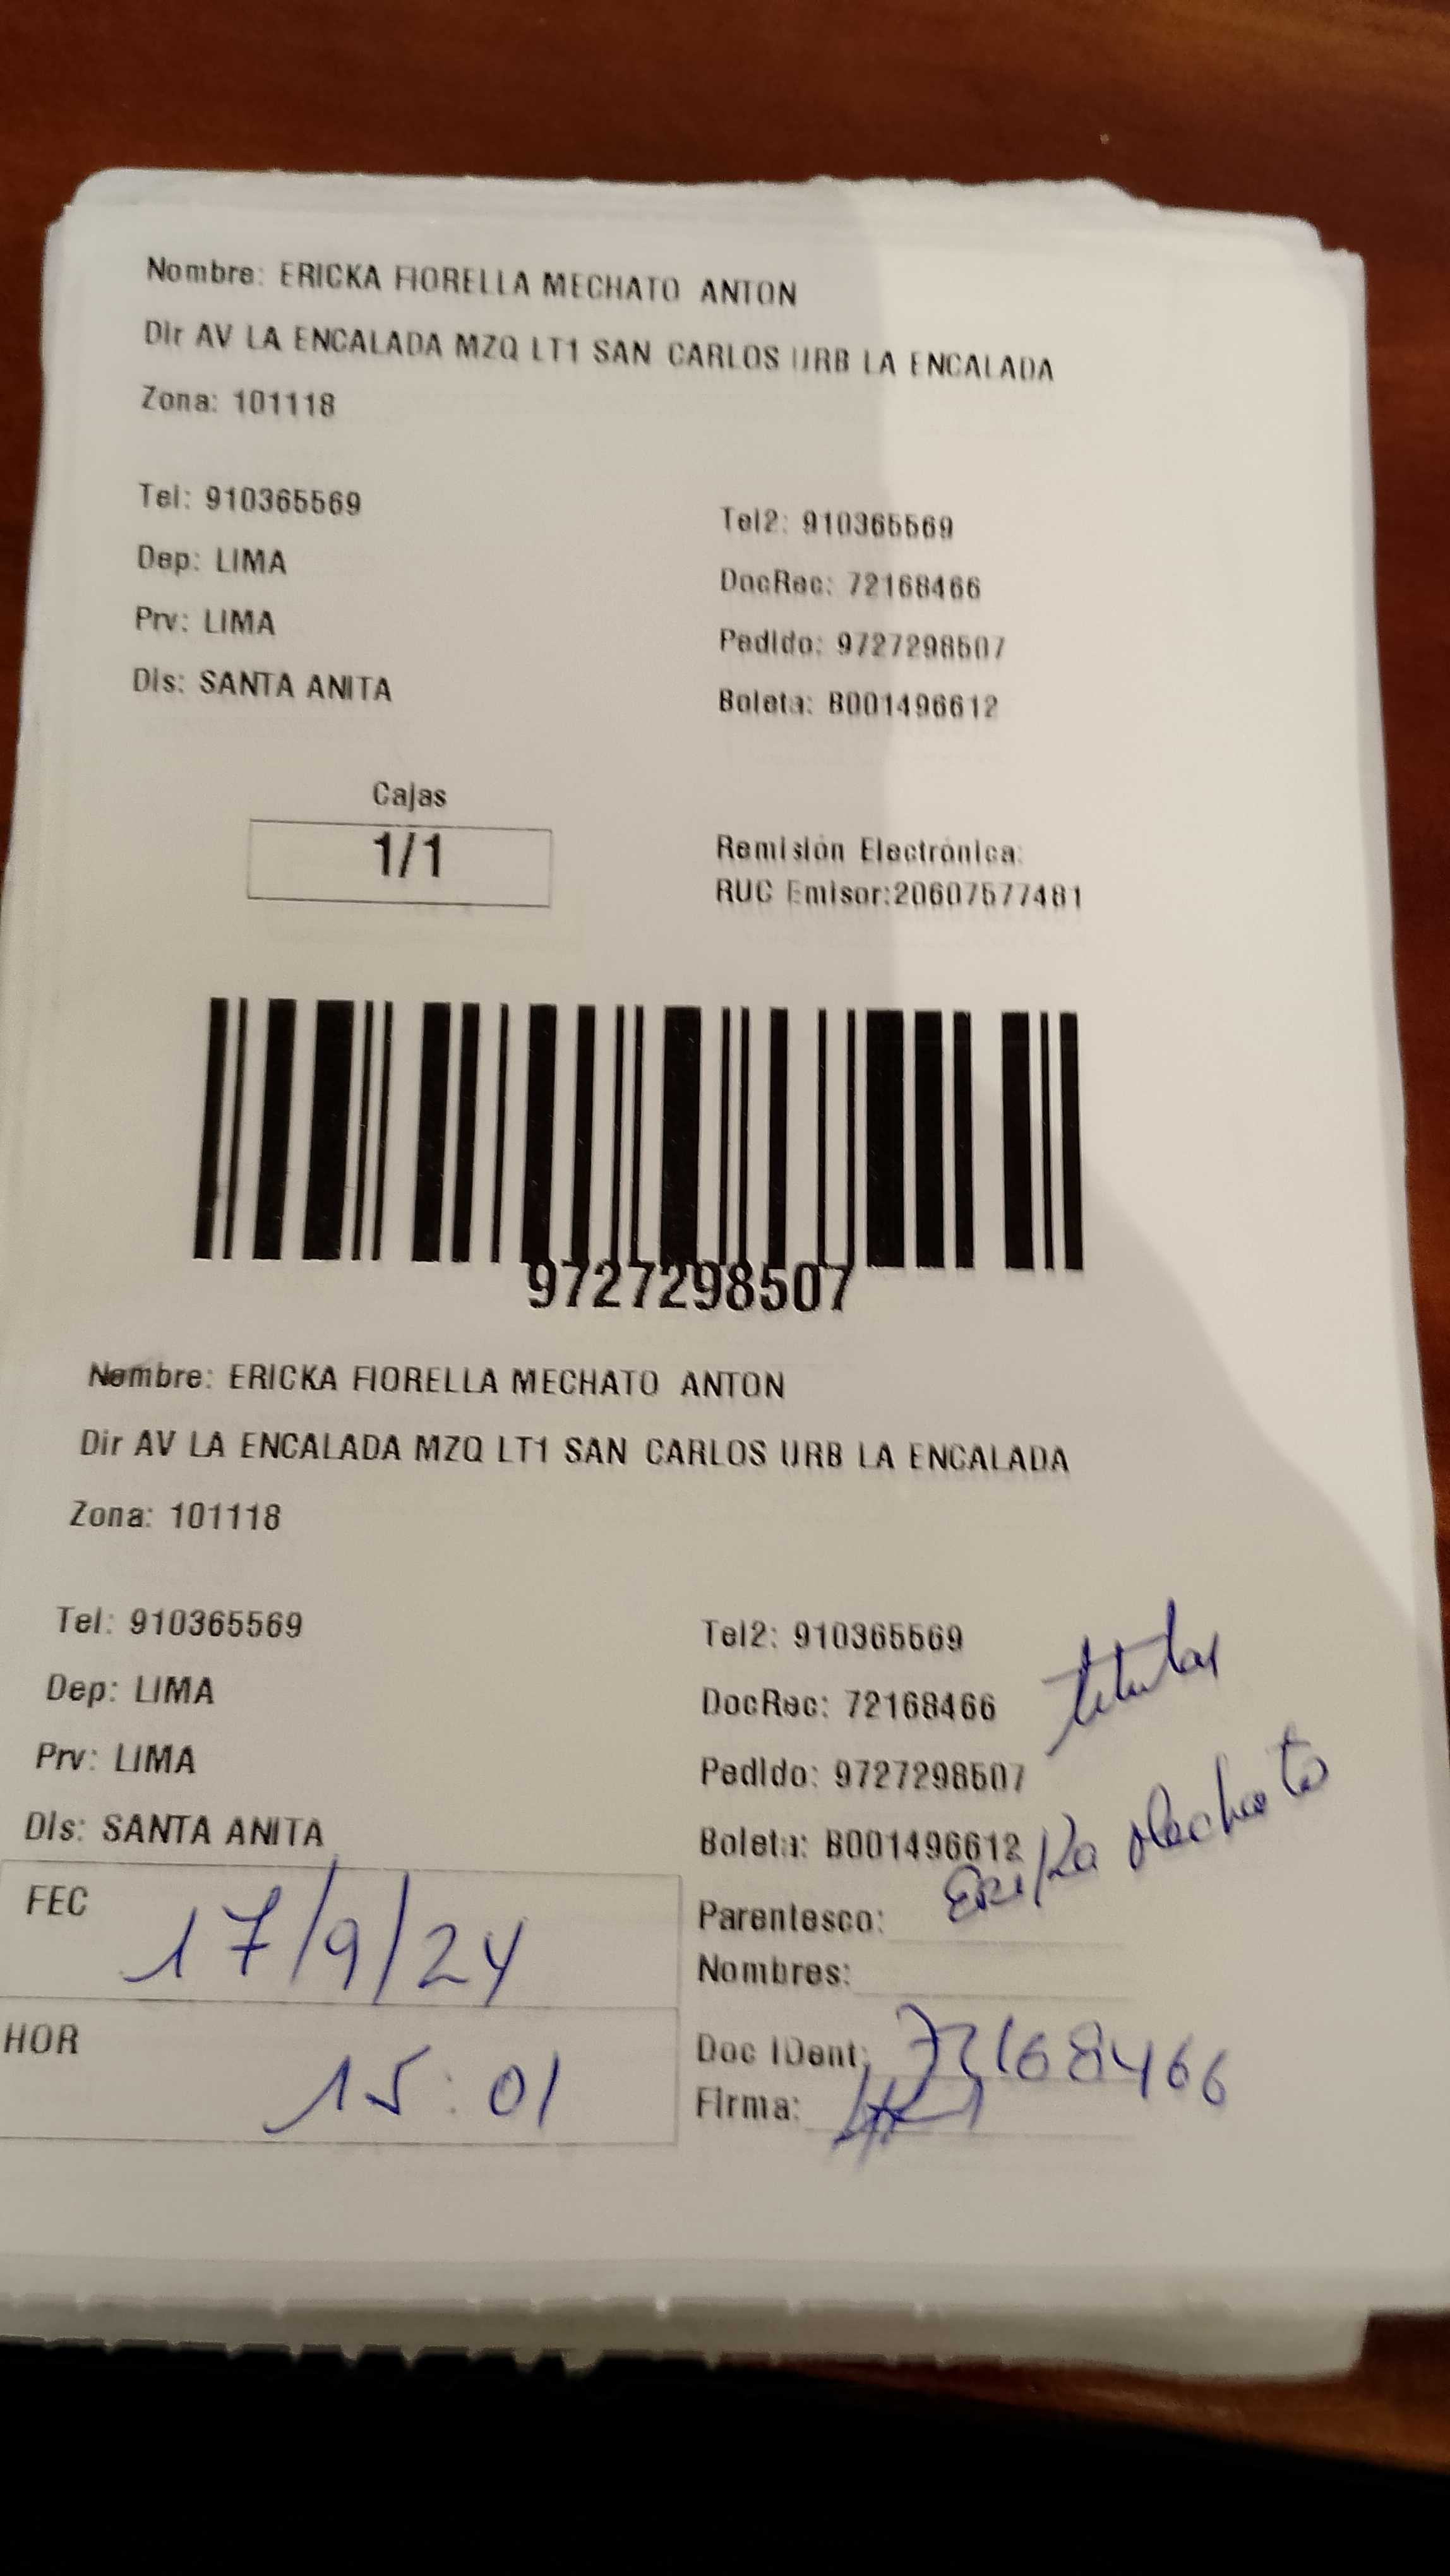 Nombre: ERICKA FIORELLA MECHATO ANTON
Dir AV LA ENCALADA MZQ LT1 SAN CARLOS URB LA ENCALADA
Zona: 101118
Tel: 910365569
Tel2: 910365569
Dep: LIMA
DocRec: 72168466
Prv: LIMA
Pedido: 9727298507
Dis: SANTA ANITA
Boleta: B001496612
Cajas
1/1
Remisión Electrónica:
RUC Emisor:20607577481
9727298507
Nombre: ERICKA FIORELLA MECHATO ANTON
Dir AV LA ENCALADA MZQ LT1 SAN CARLOS URB LA ENCALADA
Zona: 101118
Tel: 910365569
Tel2: 910365569
titular
Dep: LIMA
DocRec: 72168466
Prv: LIMA
Pedido: 9727298507
Dis: SANTA ANITA
Boleta: B001496612
Erika Mechato
FEC 17/9/24
Parentesco:
Nombres:
HOR 15:01
Doc IDent: 72168466
Firma: